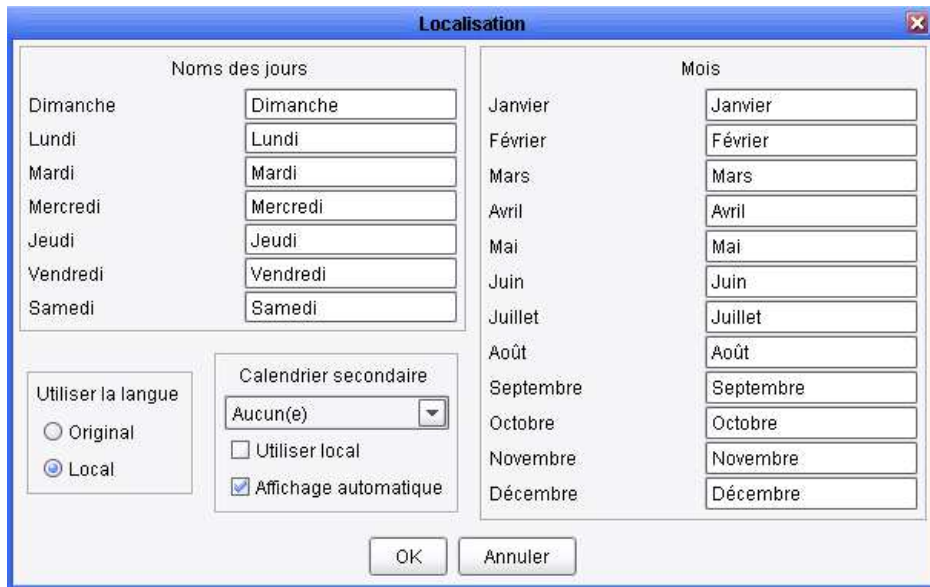 Localisation
Noms des jours
Dimanche Dimanche
Lundi Lundi
Mardi Mardi
Mercredi Mercredi
Jeudi Jeudi
Vendredi Vendredi
Samedi Samedi
Utiliser la langue
Original
Local
Calendrier secondaire
Aucun(e)
Utiliser local
Affichage automatique
Mois
Janvier Janvier
Février Février
Mars Mars
Avril Avril
Mai Mai
Juin Juin
Juillet Juillet
Août Août
Septembre Septembre
Octobre Octobre
Novembre Novembre
Décembre Décembre
OK Annuler